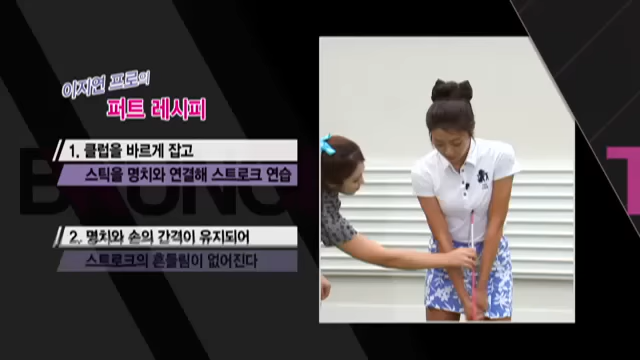 이지연 프로의
퍼트 레시피
1. 클럽을 바르게 잡고
스틱을 명치와 연결해 스트로크 연습
2. 명치와 손의 간격이 유지되어
스트로크의 흔들림이 없어진다